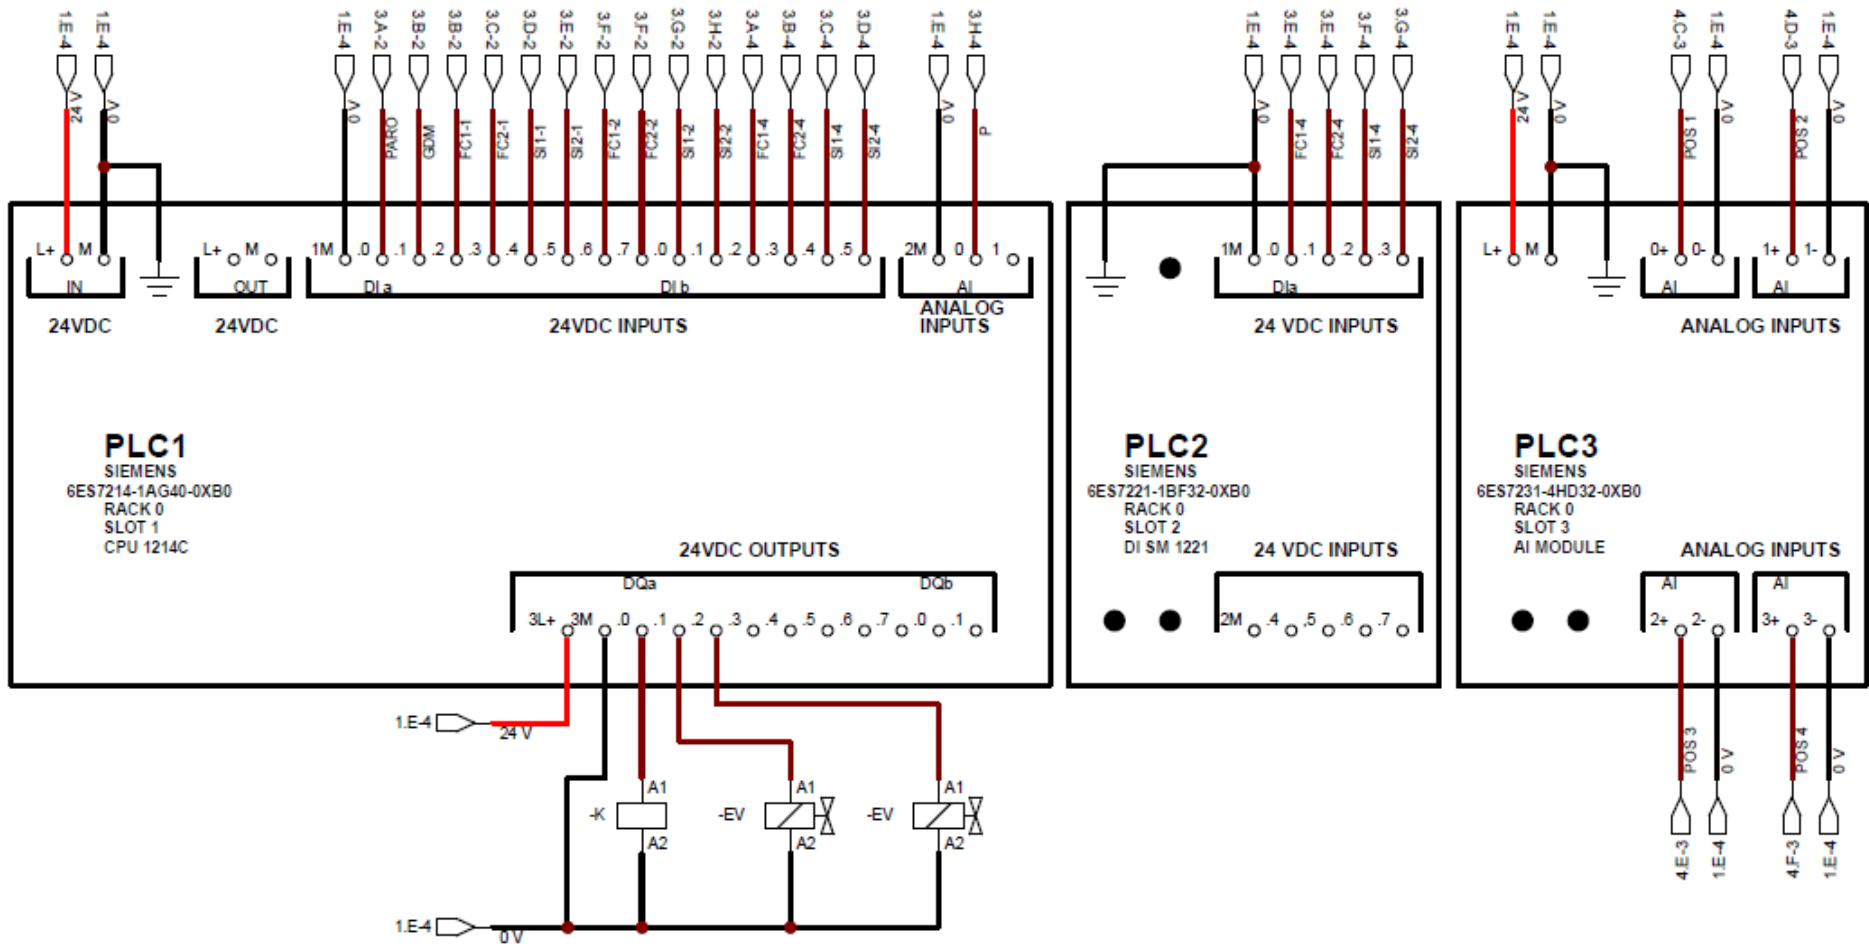 1.E-4
1.E-4
1.E-4
3.A-2
3.B-2
3.B-2
3.C-2
3.D-2
3.E-2
3.F-2
3.F-2
3.G-2
3.H-2
3.A-4
3.B-4
3.C-4
3.D-4
1.E-4
3.H-4
1.E-4
3.E-4
3.E-4
3.F-4
3.G-4
1.E-4
1.E-4
4.C-3
1.E-4
4.D-3
1.E-4
24 V
0 V
0 V
PARO
GDM
FC1-1
FC2-1
SI1-1
SI2-1
FC1-2
FC2-2
SI1-2
SI2-2
FC1-4
FC2-4
SI1-4
SI2-4
0 V
P
0 V
FC1-4
FC2-4
SI1-4
SI2-4
24 V
0 V
POS 1
0 V
POS 2
0 V
L+ M
L+ M
1M .0 .1 .2 .3 .4 .5 .6 .7 .0 .1 .2 .3 .4 .5
2M 0 1
1M .0 .1 .2 .3
L+ M
0+ 0-
1+ 1-
IN
OUT
DI a
DI b
AI
DIa
AI
AI
24VDC
24VDC
24VDC INPUTS
ANALOG
INPUTS
24 VDC INPUTS
ANALOG INPUTS
PLC1
SIEMENS
6ES7214-1AG40-0XB0
RACK 0
SLOT 1
CPU 1214C
PLC2
SIEMENS
6ES7221-1BF32-0XB0
RACK 0
SLOT 2
DI SM 1221
PLC3
SIEMENS
6ES7231-4HD32-0XB0
RACK 0
SLOT 3
AI MODULE
24VDC OUTPUTS
24 VDC INPUTS
ANALOG INPUTS
DQa
DQb
AI
AI
3L+ 3M .0 .1 .2 .3 .4 .5 .6 .7 .0 .1
2M .4 ,5 .6 .7
2+ 2-
3+ 3-
1.E-4
24 V
POS 3
0 V
POS 4
0 V
A1
A1
A1
-K
-EV
-EV
A2
A2
A2
4.E-3
1.E-4
4.F-3
1.E-4
1.E-4
0 V